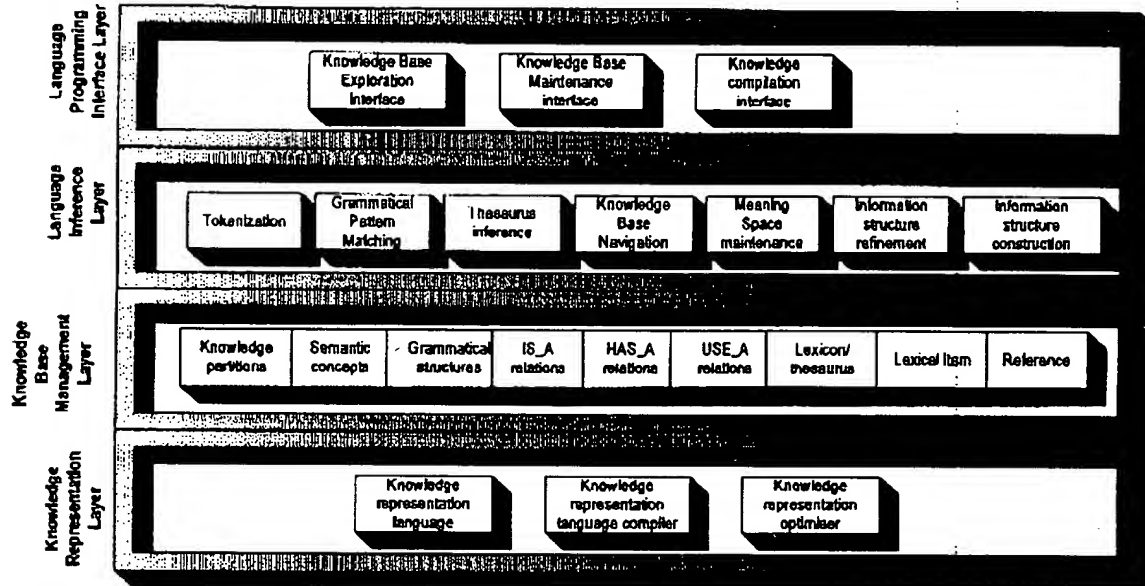 Language
Programming
Interface Layer
Knowledge Base
Exploration
Interface
Knowledge Base
Maintenance
interface
Knowledge
compilation
interface
Language
Inference
Layer
Tokenization
Grammatical
Pattern
Matching
Thesaurus
inference
Knowledge
Base
Navigation
Meaning
Space
maintenance
Information
structure
refinement
Information
structure
construction
Knowledge
Base
Management
Layer
Knowledge
partitions
Semantic
concepts
Grammatical
structures
IS_A
relations
HAS_A
relations
USE_A
relations
Lexicon/
thesaurus
Lexical Item
Reference
Knowledge
Representation
Layer
Knowledge
representation
language
Knowledge
representation
language compiler
Knowledge
representation
optimiser